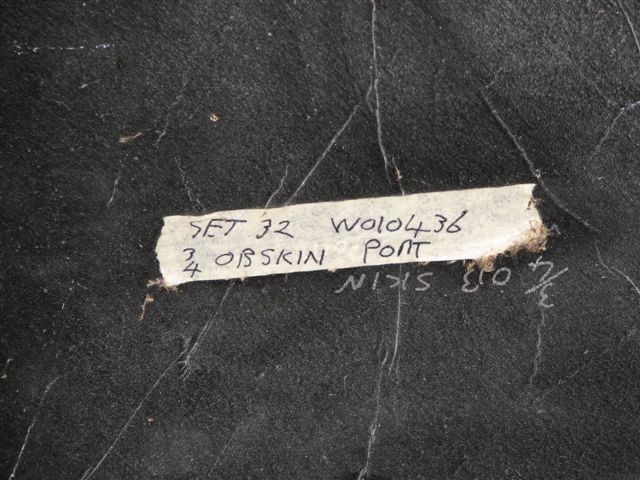 SET 32 W010436
3/4 OBSKIN PORT
3/4 OB SKIN